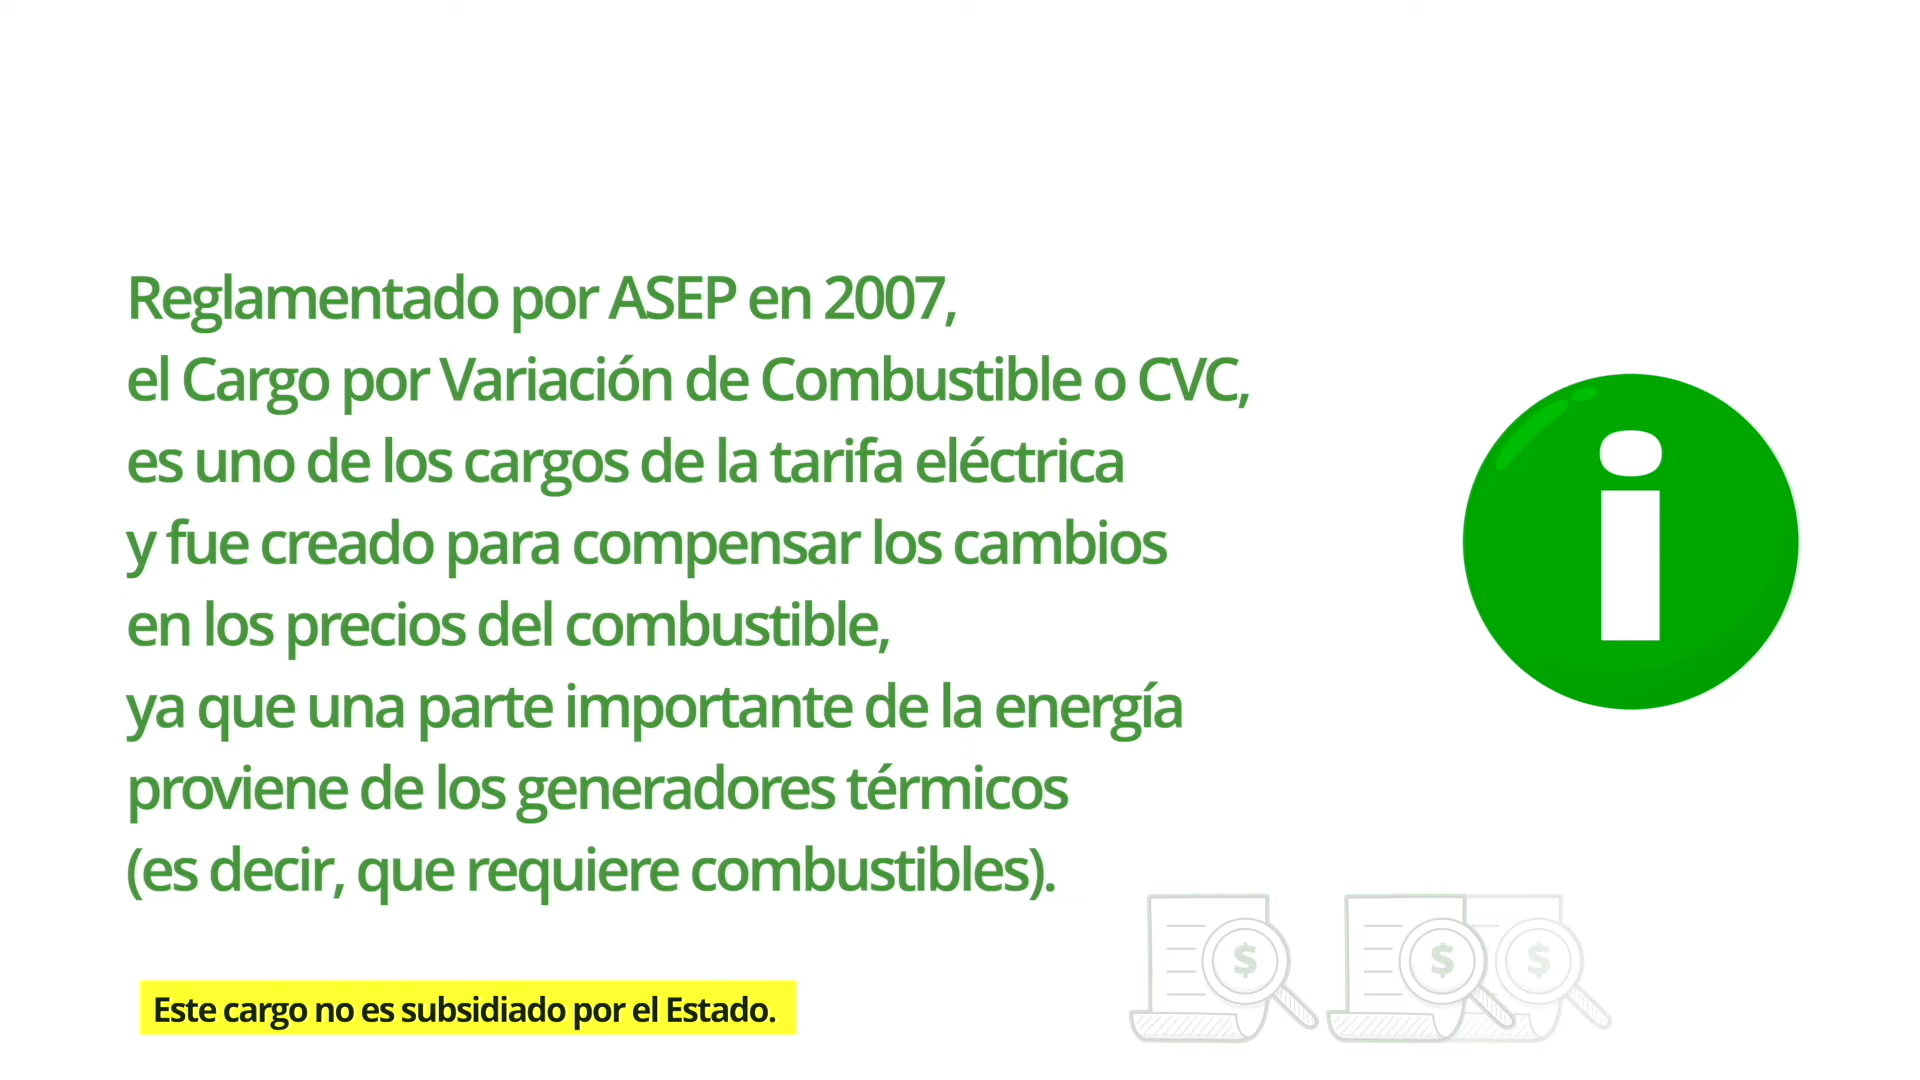 Reglamentado por ASEP en 2007,
el Cargo por Variación de Combustible o CVC,
es uno de los cargos de la tarifa eléctrica
y fue creado para compensar los cambios
en los precios del combustible,
ya que una parte importante de la energía
proviene de los generadores térmicos
(es decir, que requiere combustibles).
i
$ $ $
Este cargo no es subsidiado por el Estado.